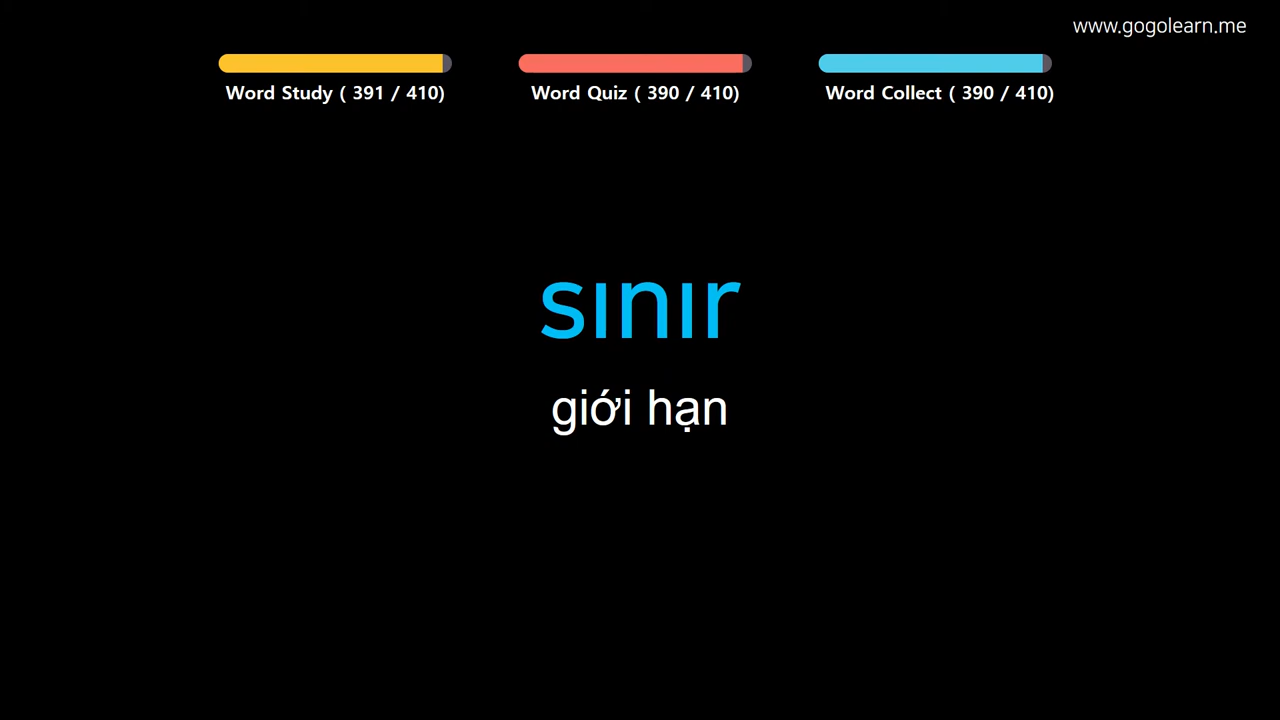 www.gogolearn.me
Word Study ( 391 / 410)
Word Quiz ( 390 / 410)
Word Collect ( 390 / 410)
sınır
giới hạn